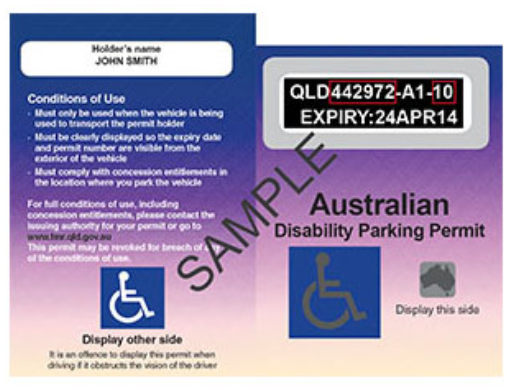 Holder's name
JOHN SMITH
Conditions of Use
- Must only be used when the vehicle is being
used to transport the permit holder
- Must be clearly displayed so the expiry date
and permit number are visible from the
exterior of the vehicle
- Must comply with concession entitlements in
the location where you park the vehicle
For full conditions of use, including
concession entitlements, please contact the
issuing authority for your permit or go to
www.tmr.qld.gov.au
This permit may be revoked for breach of any
of the conditions of use.
Display other side
It is an offence to display this permit when
driving if it obstructs the vision of the driver
SAMPLE
QLD442972-A1-10
EXPIRY:24APR14
Australian
Disability Parking Permit
Display this side